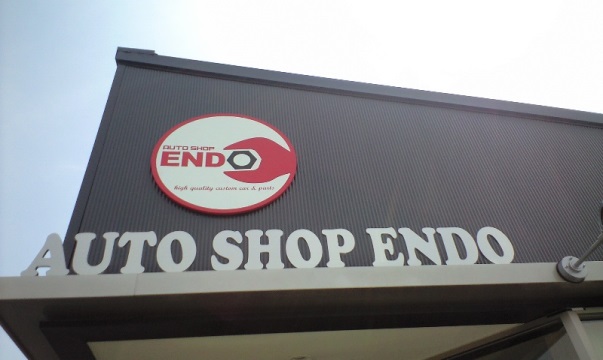 AUTO SHOP
ENDO
high quality custom car & parts
AUTO SHOP ENDO